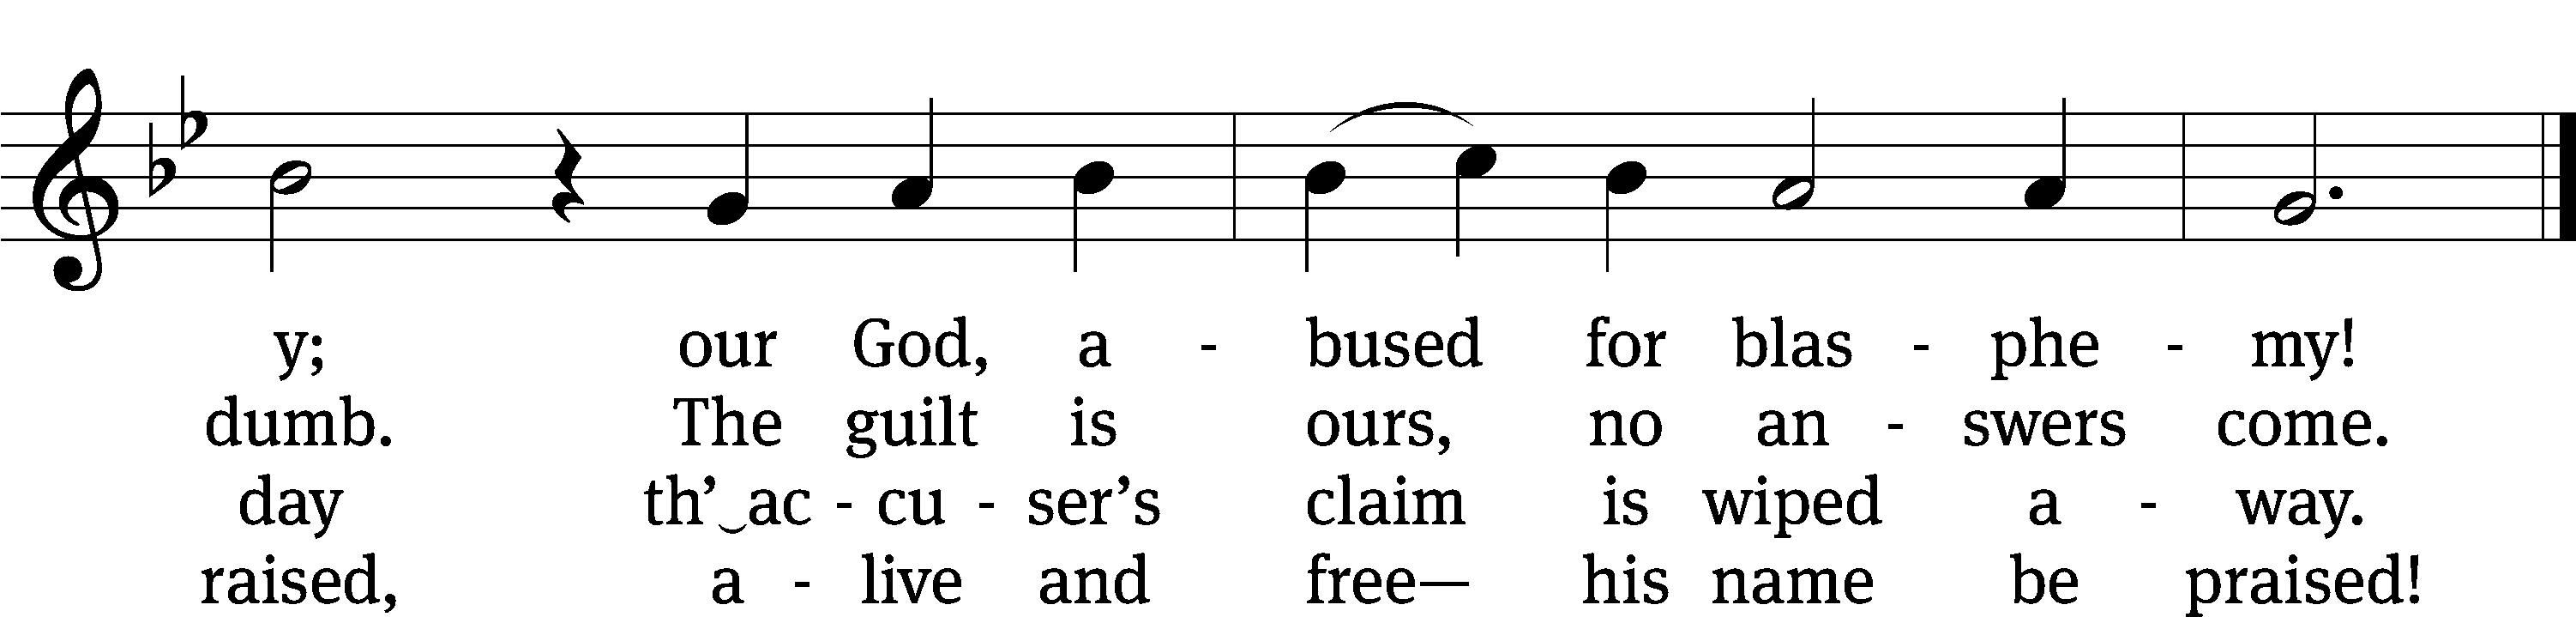 y; our God, a - bused for blas - phe - my!
dumb. The guilt is ours, no an - swers come.
day th’‿ac - cu - ser’s claim is wiped a - way.
raised, a - live and free— his name be praised!